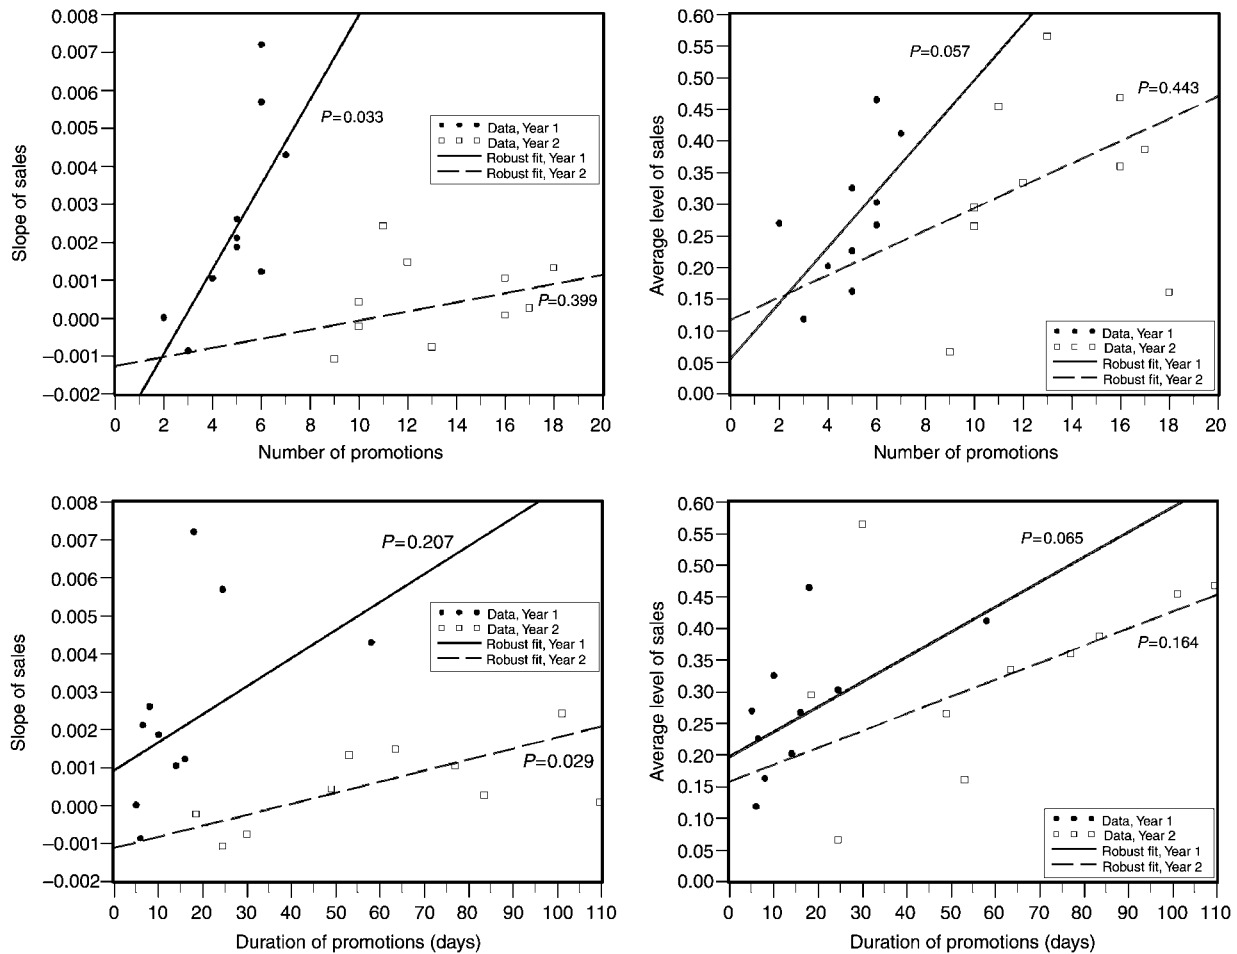 0.008
0.007
0.006
0.005
0.004
0.003
0.002
0.001
0.000
−0.001
−0.002
Slope of sales
P=0.033
Data, Year 1
Data, Year 2
Robust fit, Year 1
Robust fit, Year 2
P=0.399
0 2 4 6 8 10 12 14 16 18 20
Number of promotions
0.60
0.55
0.50
0.45
0.40
0.35
0.30
0.25
0.20
0.15
0.10
0.05
0.00
Average level of sales
P=0.057
P=0.443
Data, Year 1
Data, Year 2
Robust fit, Year 1
Robust fit, Year 2
0 2 4 6 8 10 12 14 16 18 20
Number of promotions
0.008
0.007
0.006
0.005
0.004
0.003
0.002
0.001
0.000
−0.001
−0.002
Slope of sales
P=0.207
Data, Year 1
Data, Year 2
Robust fit, Year 1
Robust fit, Year 2
P=0.029
0 10 20 30 40 50 60 70 80 90 100 110
Duration of promotions (days)
0.60
0.55
0.50
0.45
0.40
0.35
0.30
0.25
0.20
0.15
0.10
0.05
0.00
Average level of sales
P=0.065
P=0.164
Data, Year 1
Data, Year 2
Robust fit, Year 1
Robust fit, Year 2
0 10 20 30 40 50 60 70 80 90 100 110
Duration of promotions (days)